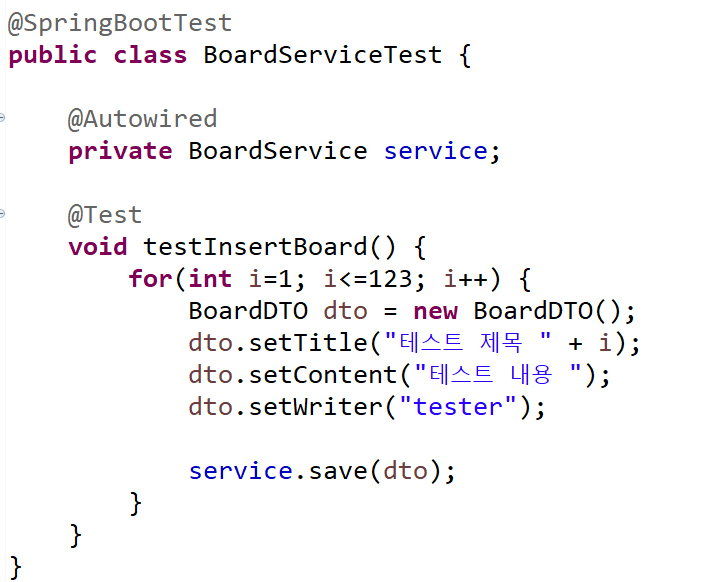 @SpringBootTest
public class BoardServiceTest {
@Autowired
private BoardService service;
@Test
void testInsertBoard() {
for(int i=1; i<=123; i++) {
BoardDTO dto = new BoardDTO();
dto.setTitle("테스트 제목 " + i);
dto.setContent("테스트 내용 ");
dto.setWriter("tester");
service.save(dto);
}
}
}